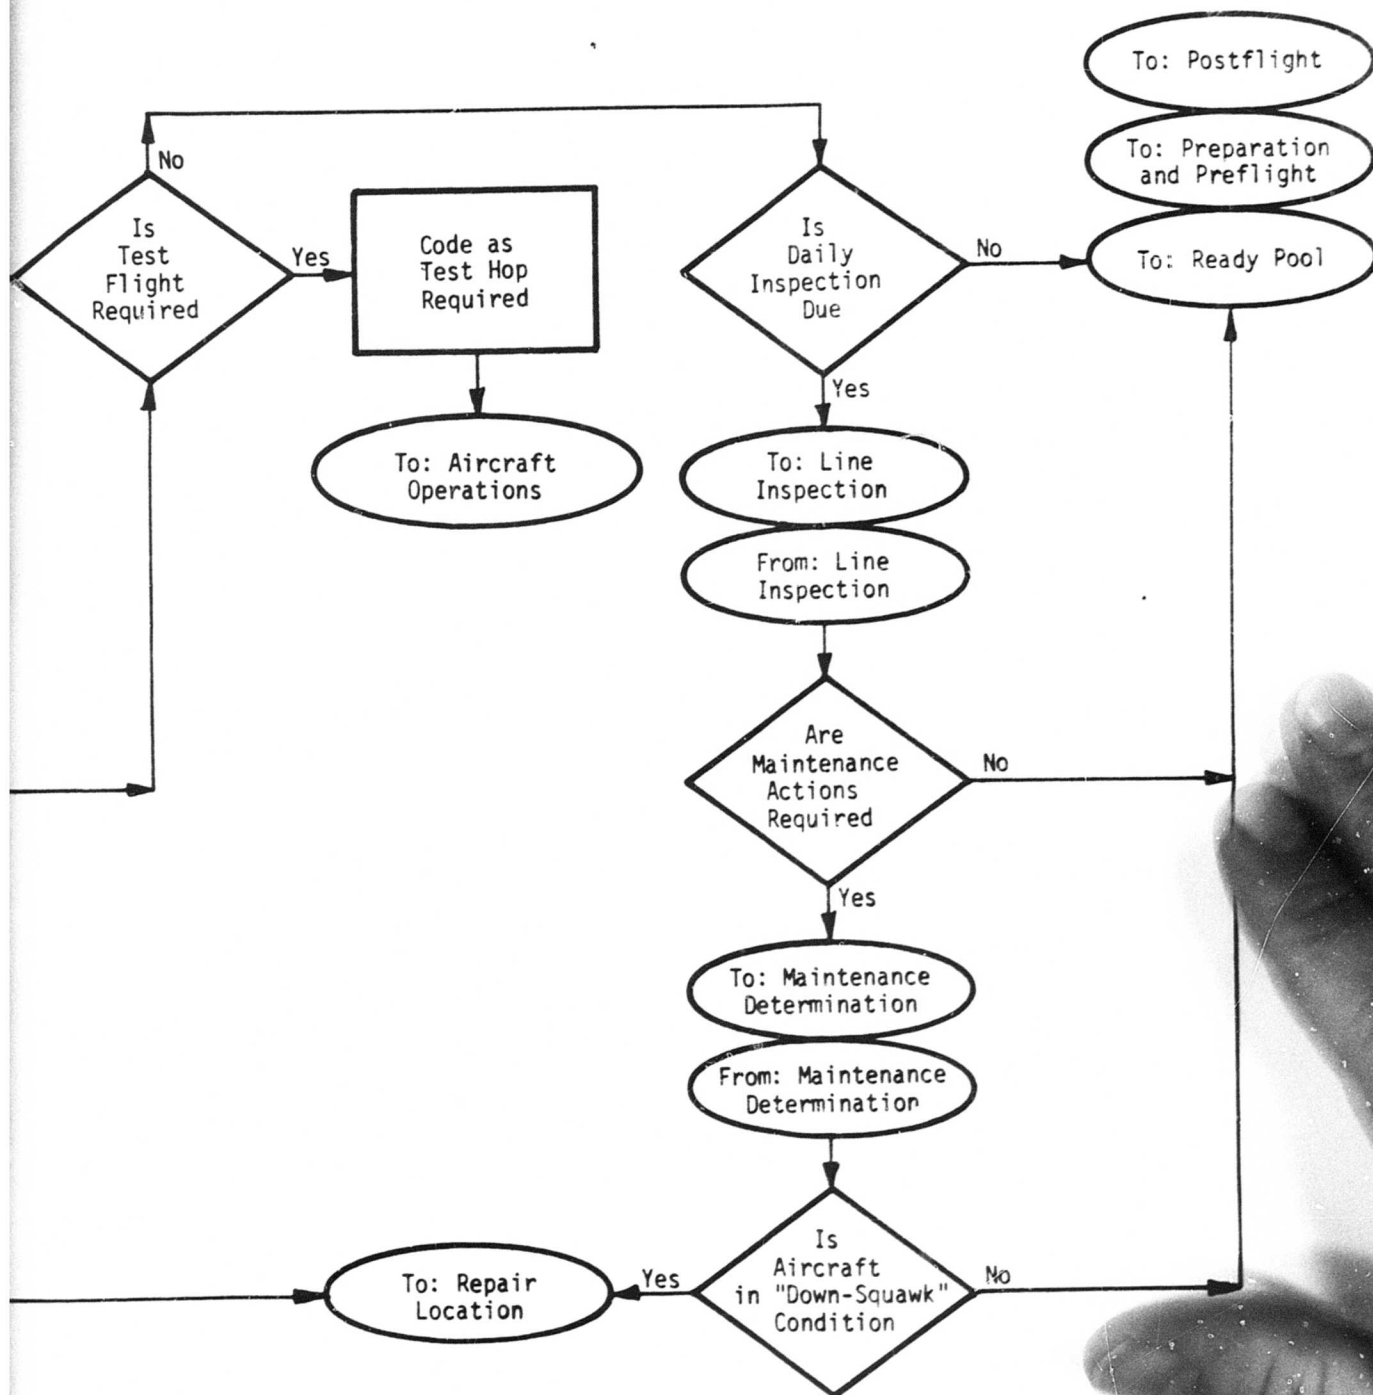 To: Postflight
To: Preparation
and Preflight
To: Ready Pool
No
Is
Test
Flight
Required
Yes
Code as
Test Hop
Required
To: Aircraft
Operations
Is
Daily
Inspection
Due
No
Yes
To: Line
Inspection
From: Line
Inspection
Are
Maintenance
Actions
Required
No
Yes
To: Maintenance
Determination
From: Maintenance
Determination
Is
Aircraft
in "Down-Squawk"
Condition
Yes
No
To: Repair
Location